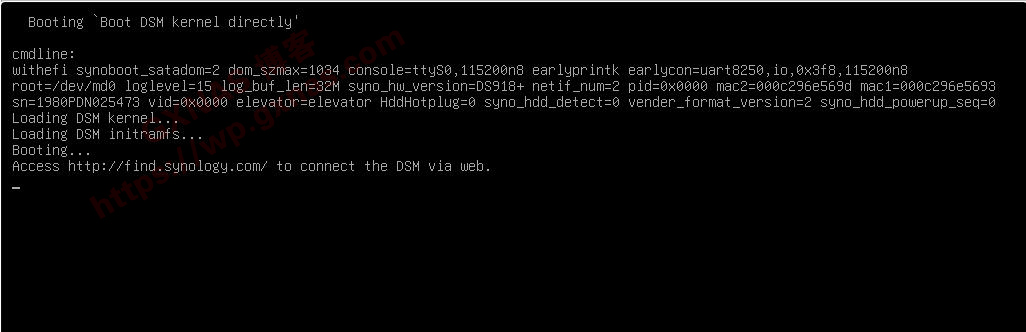 Booting `Boot DSM kernel directly'
cmdline:
withefi synoboot_satadom=2 dom_szmax=1034 console=ttyS0,115200n8 earlyprintk earlycon=uart8250,io,0x3f8,115200n8
root=/dev/md0 loglevel=15 log_buf_len=32M syno_hw_version=DS918+ netif_num=2 pid=0x0000 mac2=000c296e569d mac1=000c296e5693
sn=1980PDN025473 vid=0x0000 elevator=elevator HddHotplug=0 syno_hdd_detect=0 vender_format_version=2 syno_hdd_powerup_seq=0
Loading DSM kernel...
Loading DSM initramfs...
Booting...
Access http://find.synology.com/ to connect the DSM via web.
_